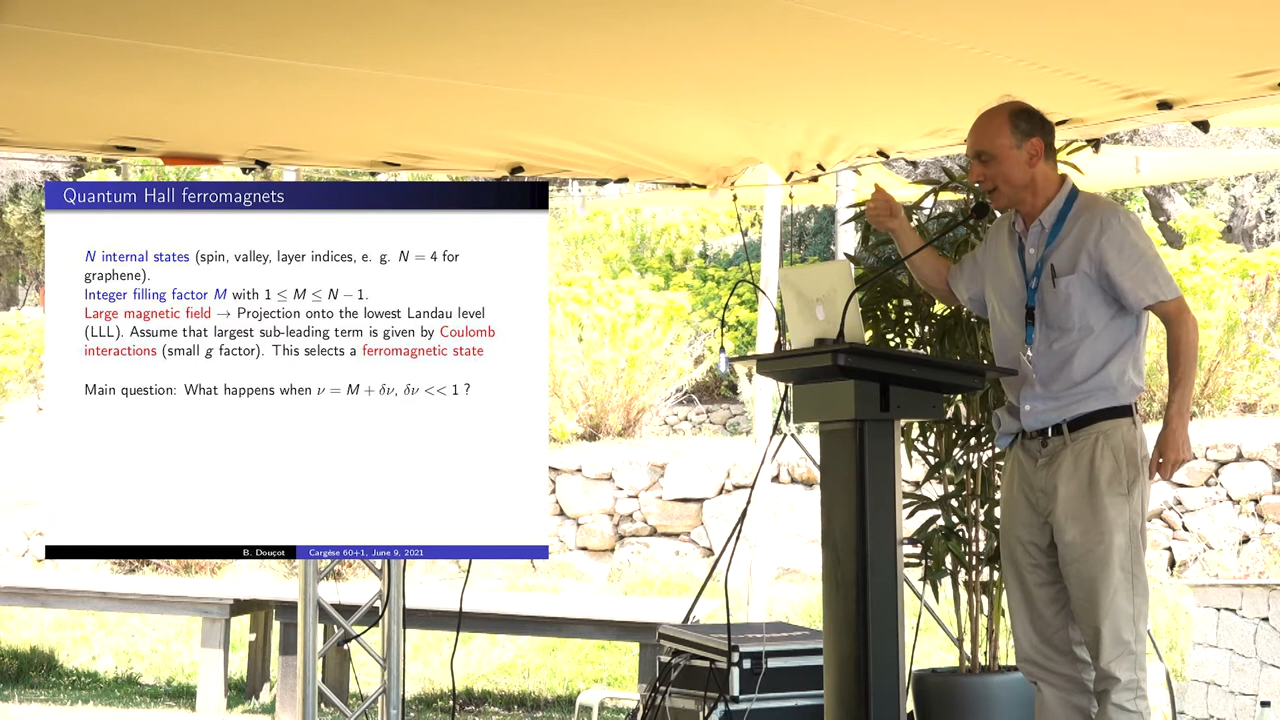 Quantum Hall ferromagnets
N internal states (spin, valley, layer indices, e. g. N = 4 for
graphene).
Integer filling factor M with 1 ≤ M ≤ N − 1.
Large magnetic field → Projection onto the lowest Landau level
(LLL). Assume that largest sub-leading term is given by Coulomb
interactions (small g factor). This selects a ferromagnetic state
Main question: What happens when ν = M + δν, δν << 1 ?
B. Douçot Cargèse 60+1, June 9, 2021